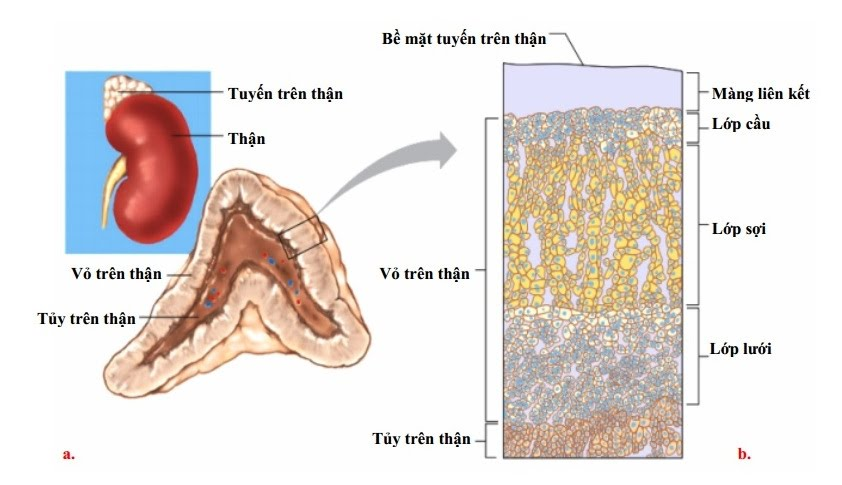 Bề mặt tuyến trên thận
Tuyến trên thận
Thận
Vỏ trên thận
Tủy trên thận
a.
Màng liên kết
Lớp cầu
Lớp sợi
Vỏ trên thận
Lớp lưới
Tủy trên thận
b.